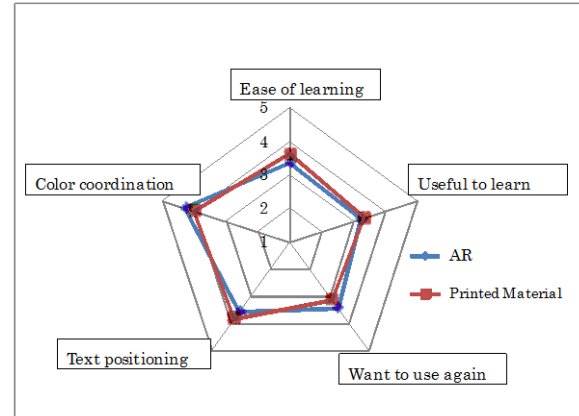 Ease of learning
5
4
3
2
1
Color coordination
Useful to learn
AR
Printed Material
Text positioning
Want to use again